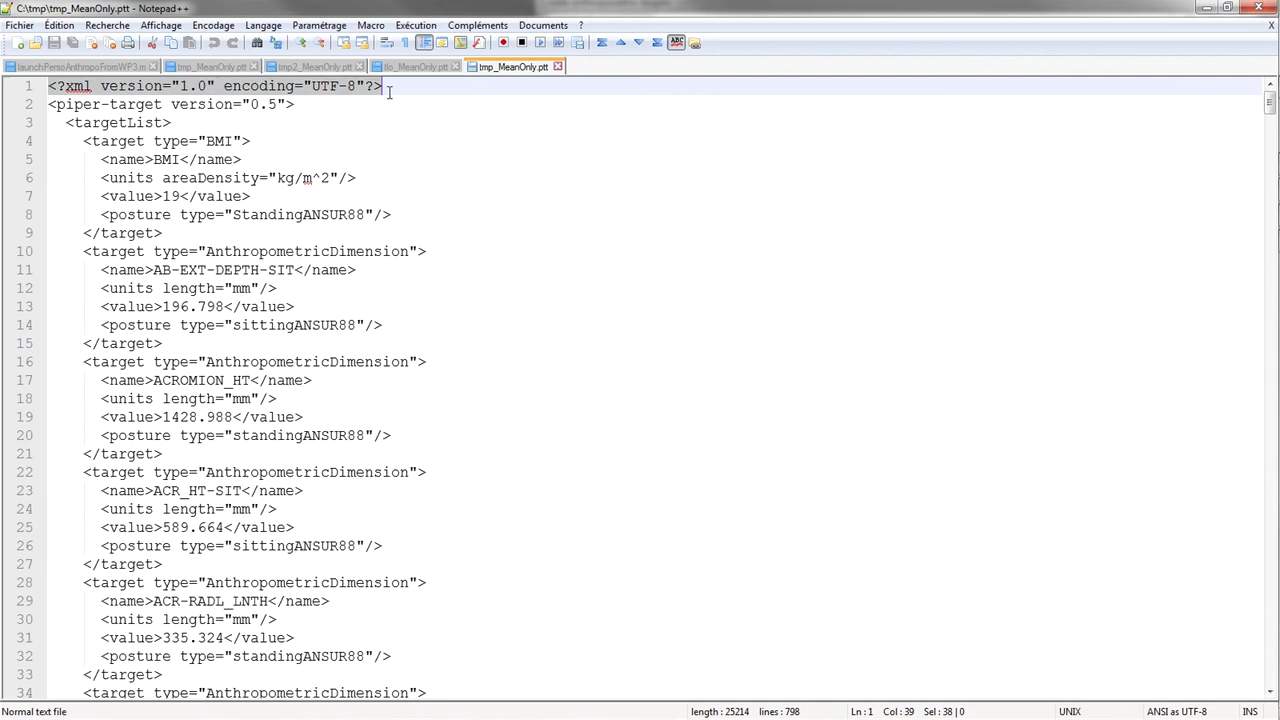 C:\tmp\tmp_MeanOnly.ptt - Notepad++
Fichier Édition Recherche Affichage Encodage Langage Paramétrage Macro Exécution Compléments Documents ? X
launchPersoAnthropoFromWP3.m tmp_MeanOnly.ptt tmp2_MeanOnly.ptt tmp_MeanOnly.ptt
1 <?xml version="1.0" encoding="UTF-8"?>
2 <piper-target version="0.5">
3 <targetList>
4 <target type="BMI">
5 <name>BMI</name>
6 <units areaDensity="kg/m^2"/>
7 <value>19</value>
8 <posture type="StandingANSUR88"/>
9 </target>
10 <target type="AnthropometricDimension">
11 <name>AB-EXT-DEPTH-SIT</name>
12 <units length="mm"/>
13 <value>196.798</value>
14 <posture type="sittingANSUR88"/>
15 </target>
16 <target type="AnthropometricDimension">
17 <name>ACROMION_HT</name>
18 <units length="mm"/>
19 <value>1428.988</value>
20 <posture type="standingANSUR88"/>
21 </target>
22 <target type="AnthropometricDimension">
23 <name>ACR_HT-SIT</name>
24 <units length="mm"/>
25 <value>589.664</value>
26 <posture type="sittingANSUR88"/>
27 </target>
28 <target type="AnthropometricDimension">
29 <name>ACR-RADL_LNTH</name>
30 <units length="mm"/>
31 <value>335.324</value>
32 <posture type="standingANSUR88"/>
33 </target>
34 <target type="AnthropometricDimension">
Normal text file length : 25214 lines : 798 Ln : 1 Col : 39 Sel : 38 | 0 UNIX ANSI as UTF-8 INS